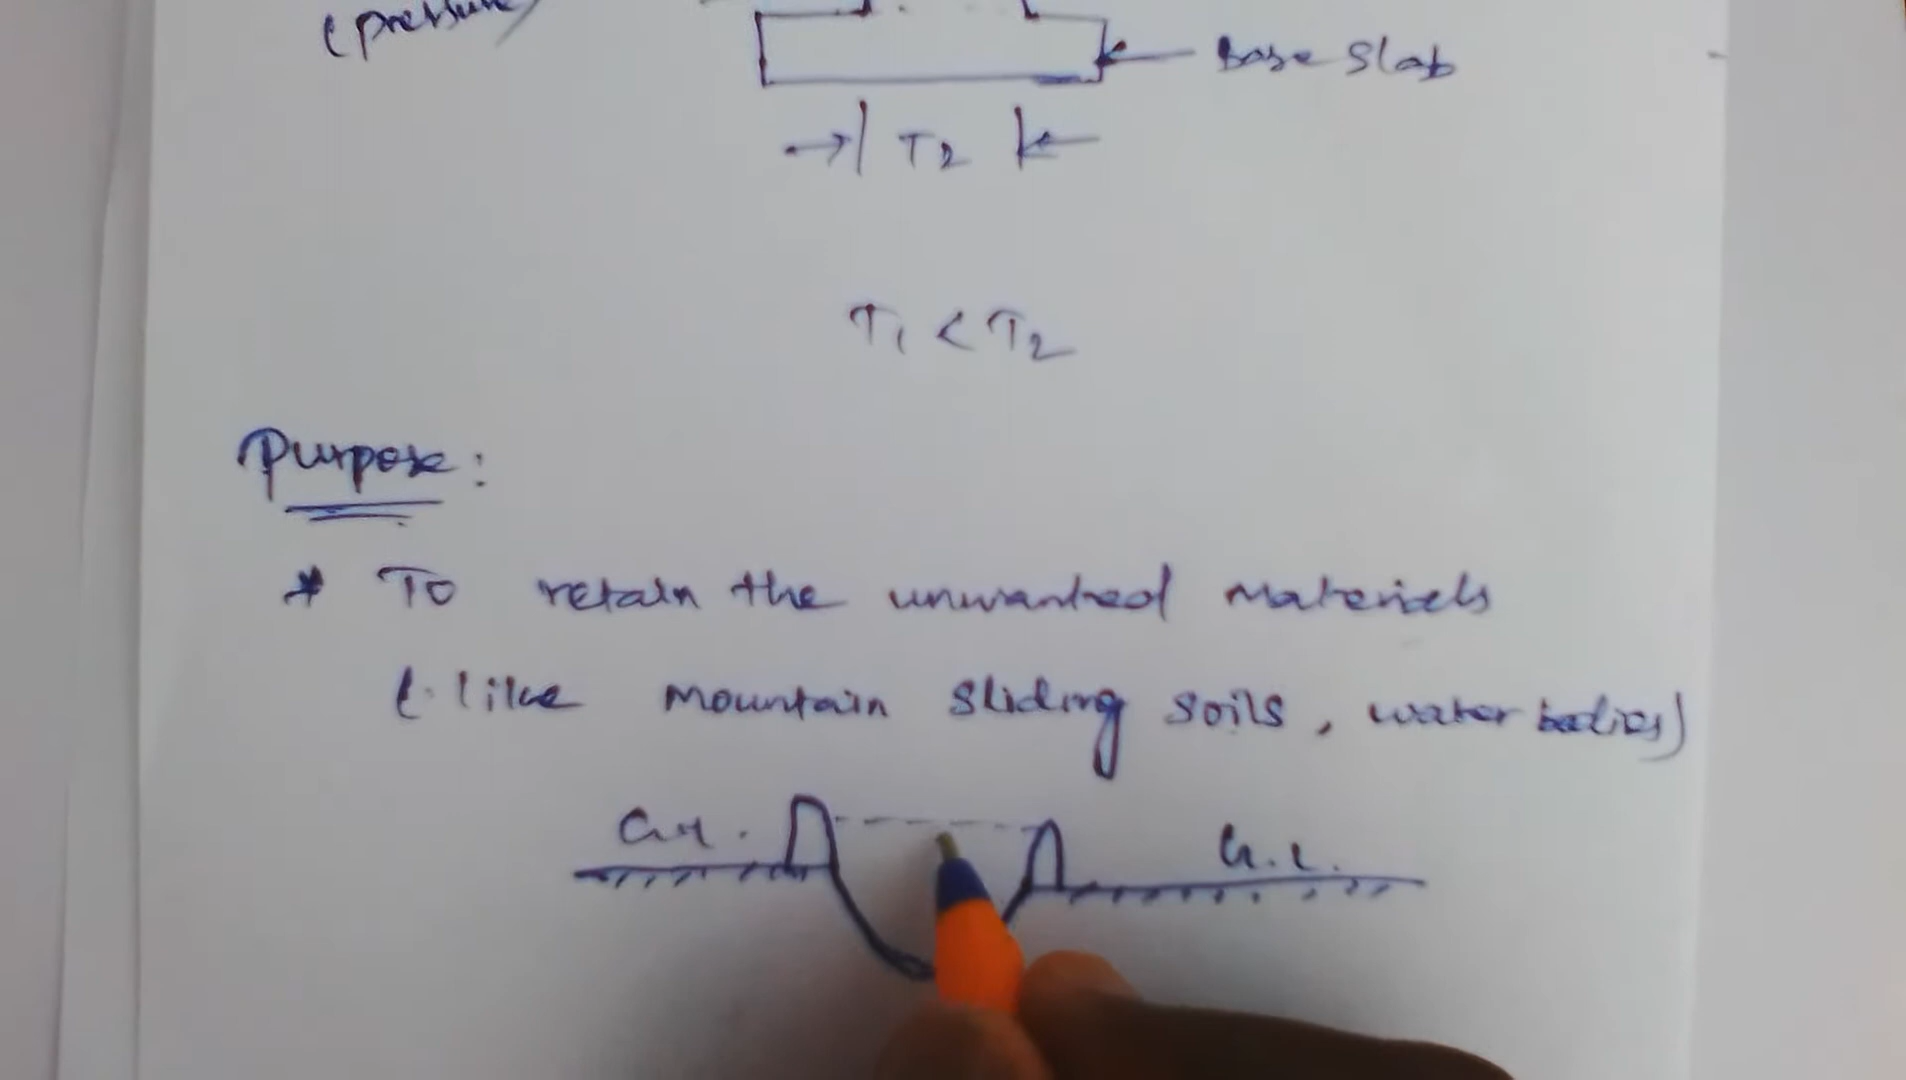 (pressure)
Base slab
T2
T1 < T2
Purpose:
* To retain the unwanted materials
(like mountain sliding soils, water bodies)
G.L.
G.L.